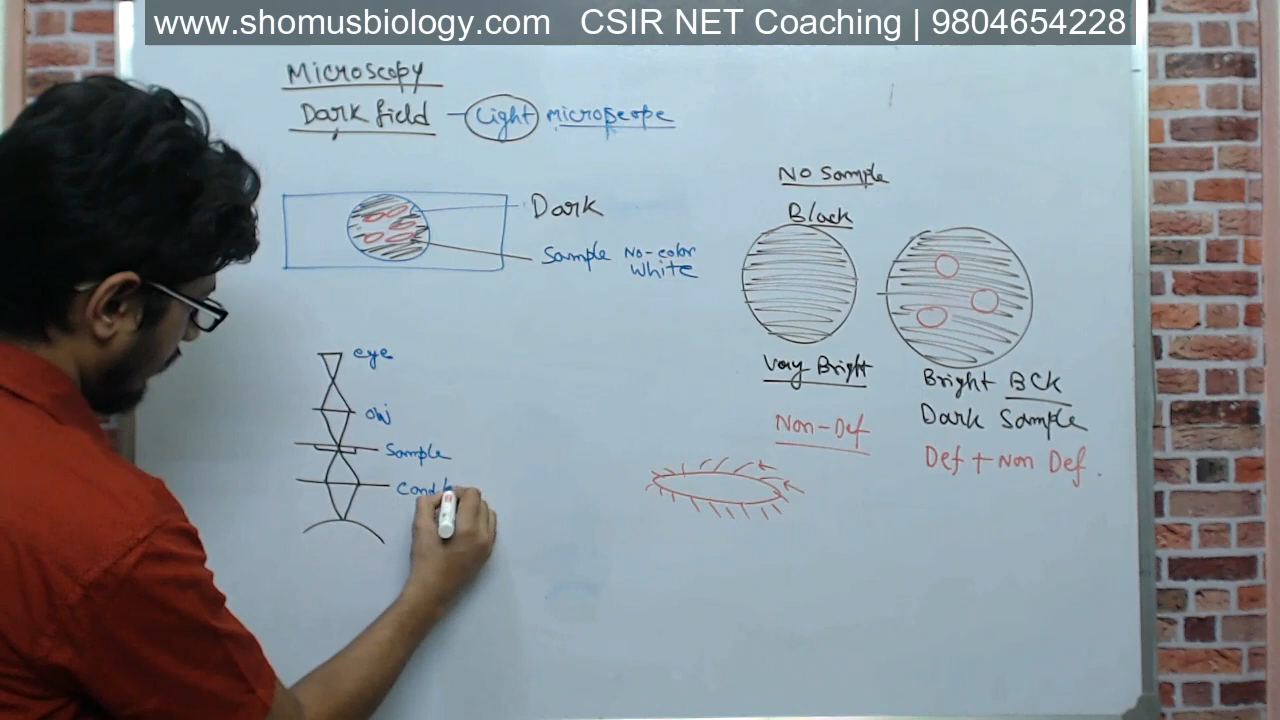 www.shomusbiology.com CSIR NET Coaching | 9804654228
Microscopy
Dark field - Light microscope
Dark
Sample No-color
White
eye
obj
Sample
Cond
No Sample
Black
Very Bright
Non-Def
Bright BCK
Dark Sample
Def + Non Def.